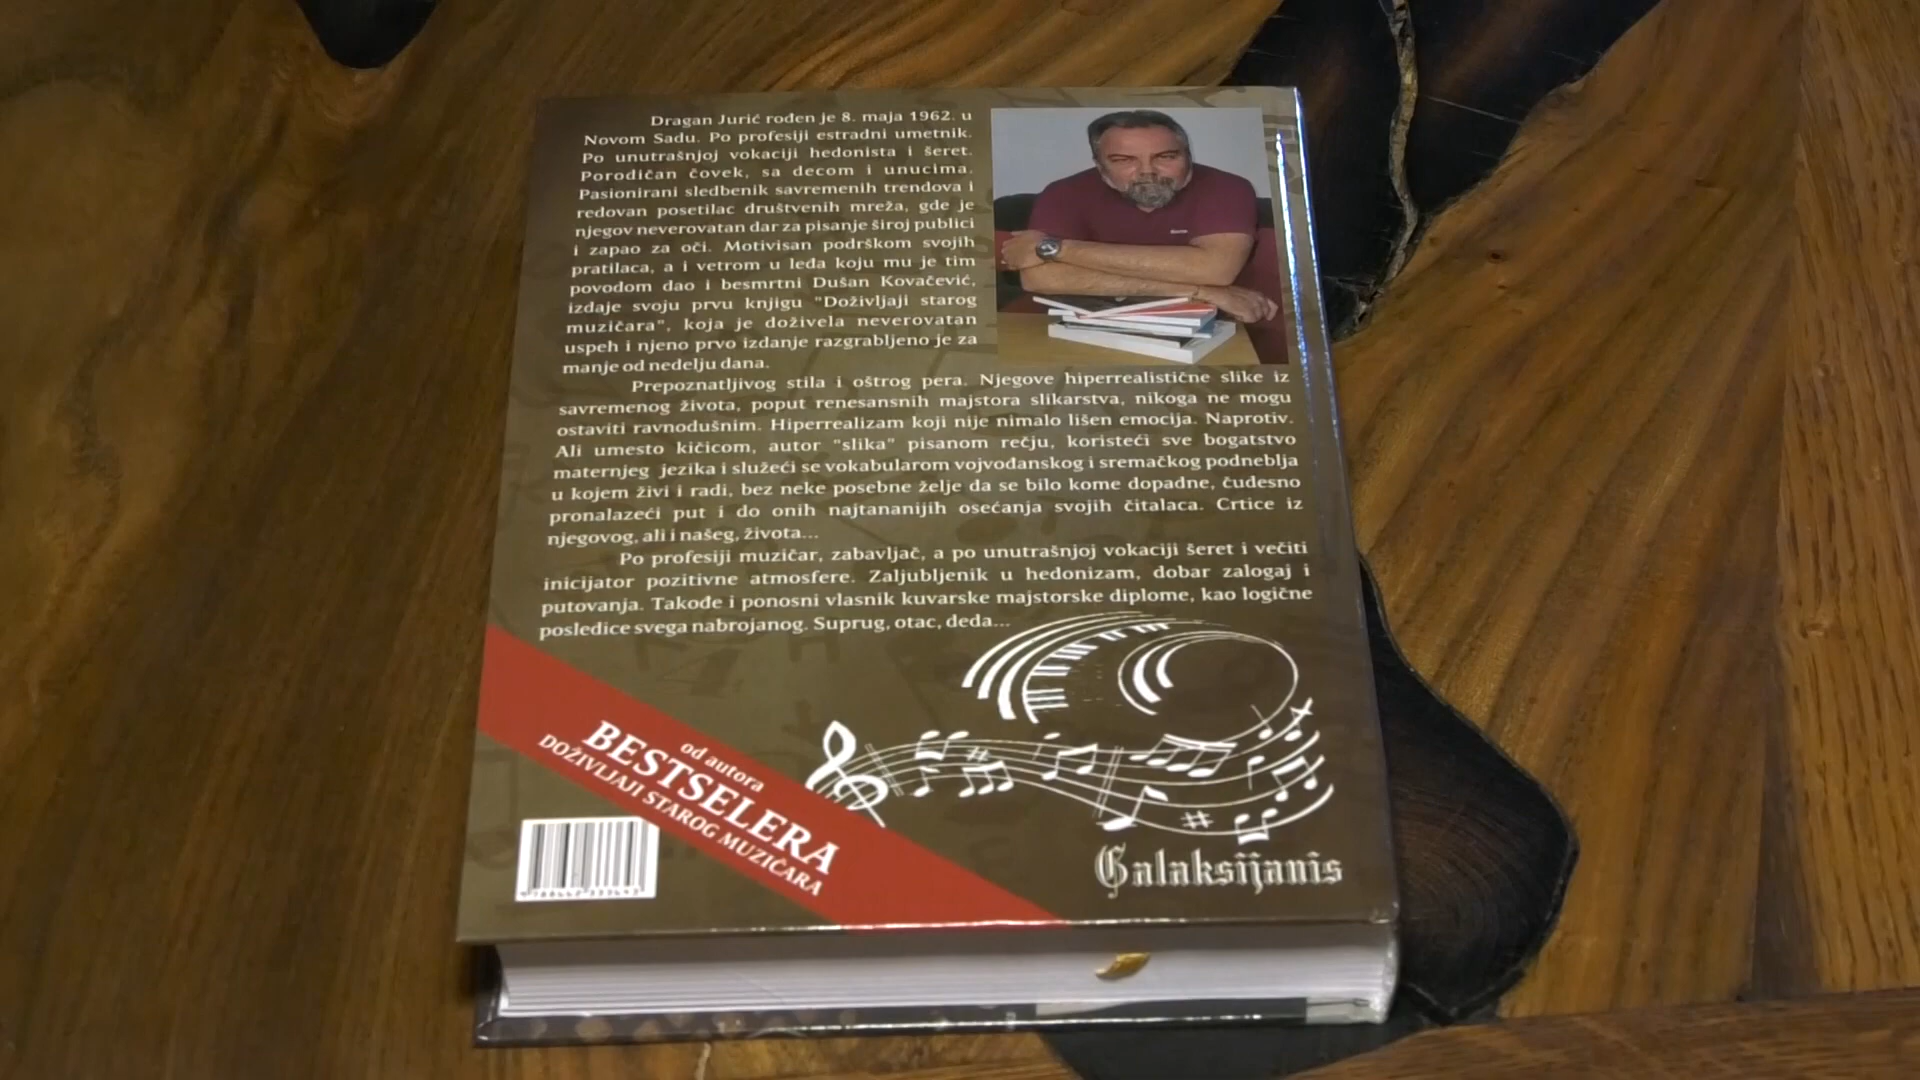 Dragan Jurić rođen je 8. maja 1962. u
Novom Sadu. Po profesiji estradni umetnik.
Po unutrašnjoj vokaciji hedonista i šeret.
Porodičan čovek, sa decom i unucima.
Pasionirani sledbenik savremenih trendova i
redovan posetilac društvenih mreža, gde je
njegov neverovatan dar za pisanje široj publici
i zapao za oči. Motivisan podrškom svojih
pratilaca, a i vetrom u leđa koju mu je tim
povodom dao i besmrtni Dušan Kovačević,
izdaje svoju prvu knjigu "Doživljaji starog
muzičara", koja je doživela neverovatan
uspeh i njeno prvo izdanje razgrabljeno je za
manje od nedelju dana.
Prepoznatljivog stila i oštrog pera. Njegove hiperrealistične slike iz
savremenog života, poput renesansnih majstora slikarstva, nikoga ne mogu
ostaviti ravnodušnim. Hiperrealizam koji nije nimalo lišen emocija. Naprotiv.
Ali umesto kičicom, autor "slika" pisanom rečju, koristeći sve bogatstvo
maternjeg jezika i služeći se vokabularom vojvođanskog i sremačkog podneblja
u kojem živi i radi, bez neke posebne želje da se bilo kome dopadne, čudesno
pronalazeći put i do onih najtananijih osećanja svojih čitalaca. Crtice iz
njegovog, ali i našeg, života...
Po profesiji muzičar, zabavljač, a po unutrašnjoj vokaciji šeret i večiti
inicijator pozitivne atmosfere. Zaljubljenik u hedonizam, dobar zalogaj i
putovanja. Takođe i ponosni vlasnik kuvarske majstorske diplome, kao logične
posledice svega nabrojanog. Suprug, otac, deda...
od autora
BESTSELERA
DOŽIVLJAJI STAROG MUZIČARA
Galaksijanis